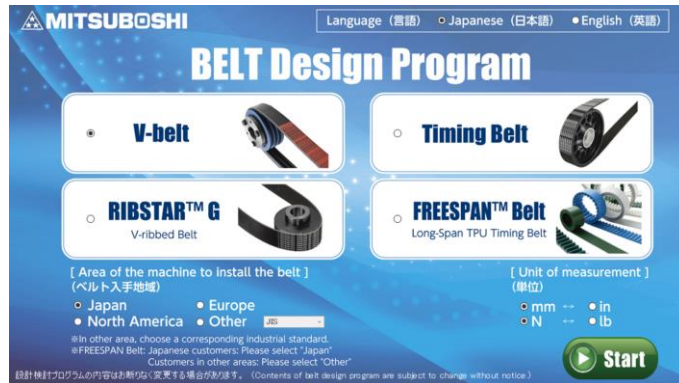 MITSUBOSHI
Language（言語） Japanese（日本語） English（英語）
BELT Design Program
V-belt
Timing Belt
RIBSTAR™ G
V-ribbed Belt
FREESPAN™ Belt
Long-Span TPU Timing Belt
[ Area of the machine to install the belt ]
（ベルト入手地域）
Japan Europe
North America Other JIS
※In other area, choose a corresponding industrial standard.
※FREESPAN Belt: Japanese customers: Please select "Japan"
Customers in other areas: Please select "Other"
[ Unit of measurement ]
（単位）
mm ⇔ in
N ⇔ lb
Start
設計検討プログラムの内容はお断りなく変更する場合があります。（Contents of belt design program are subject to change without notice.）